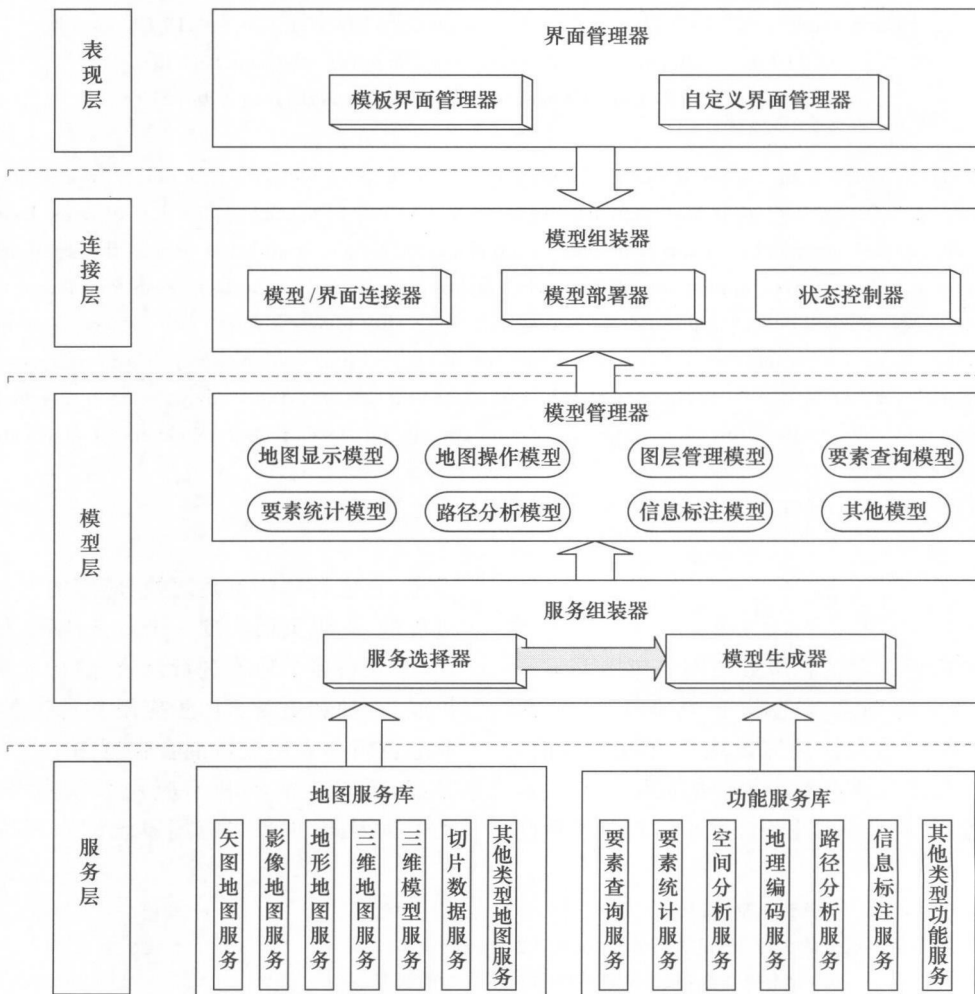 表现层
界面管理器
模板界面管理器
自定义界面管理器
连接层
模型组装器
模型/界面连接器
模型部署器
状态控制器
模型层
模型管理器
地图显示模型
地图操作模型
图层管理模型
要素查询模型
要素统计模型
路径分析模型
信息标注模型
其他模型
服务组装器
服务选择器
模型生成器
服务层
地图服务库
矢图地图服务
影像地图服务
地形地图服务
三维地图服务
三维模型服务
切片数据服务
其他类型地图服务
功能服务库
要素查询服务
要素统计服务
空间分析服务
地理编码服务
路径分析服务
信息标注服务
其他类型功能服务